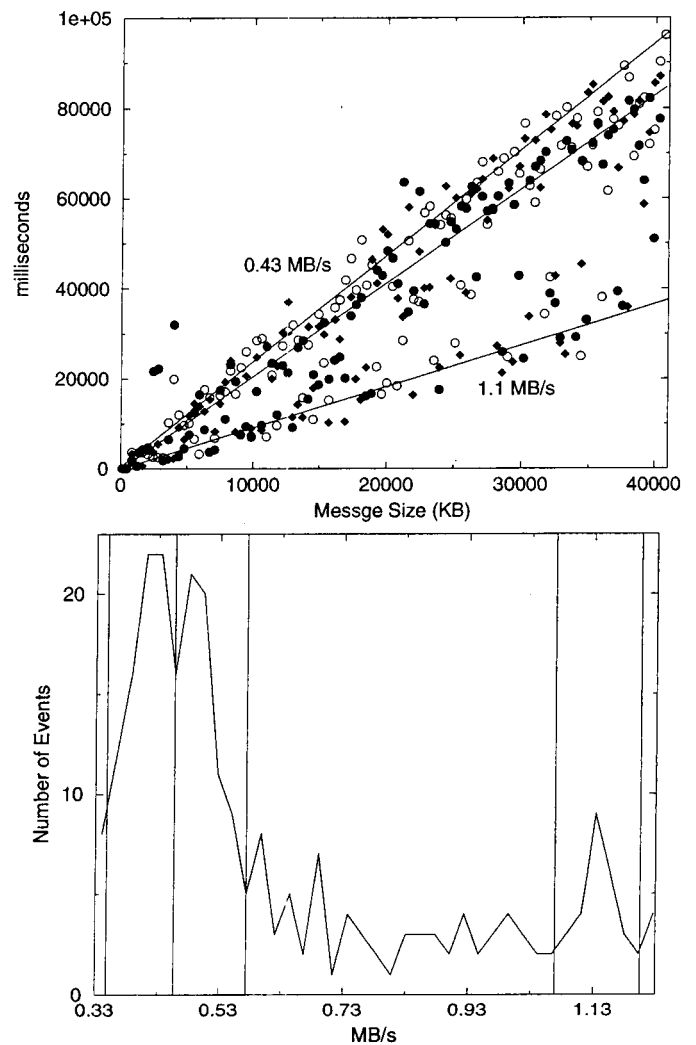 1e+05
80000
60000
40000
20000
0
milliseconds
0.43 MB/s
1.1 MB/s
0 10000 20000 30000 40000
Messge Size (KB)
20
10
0
Number of Events
0.33 0.53 0.73 0.93 1.13
MB/s